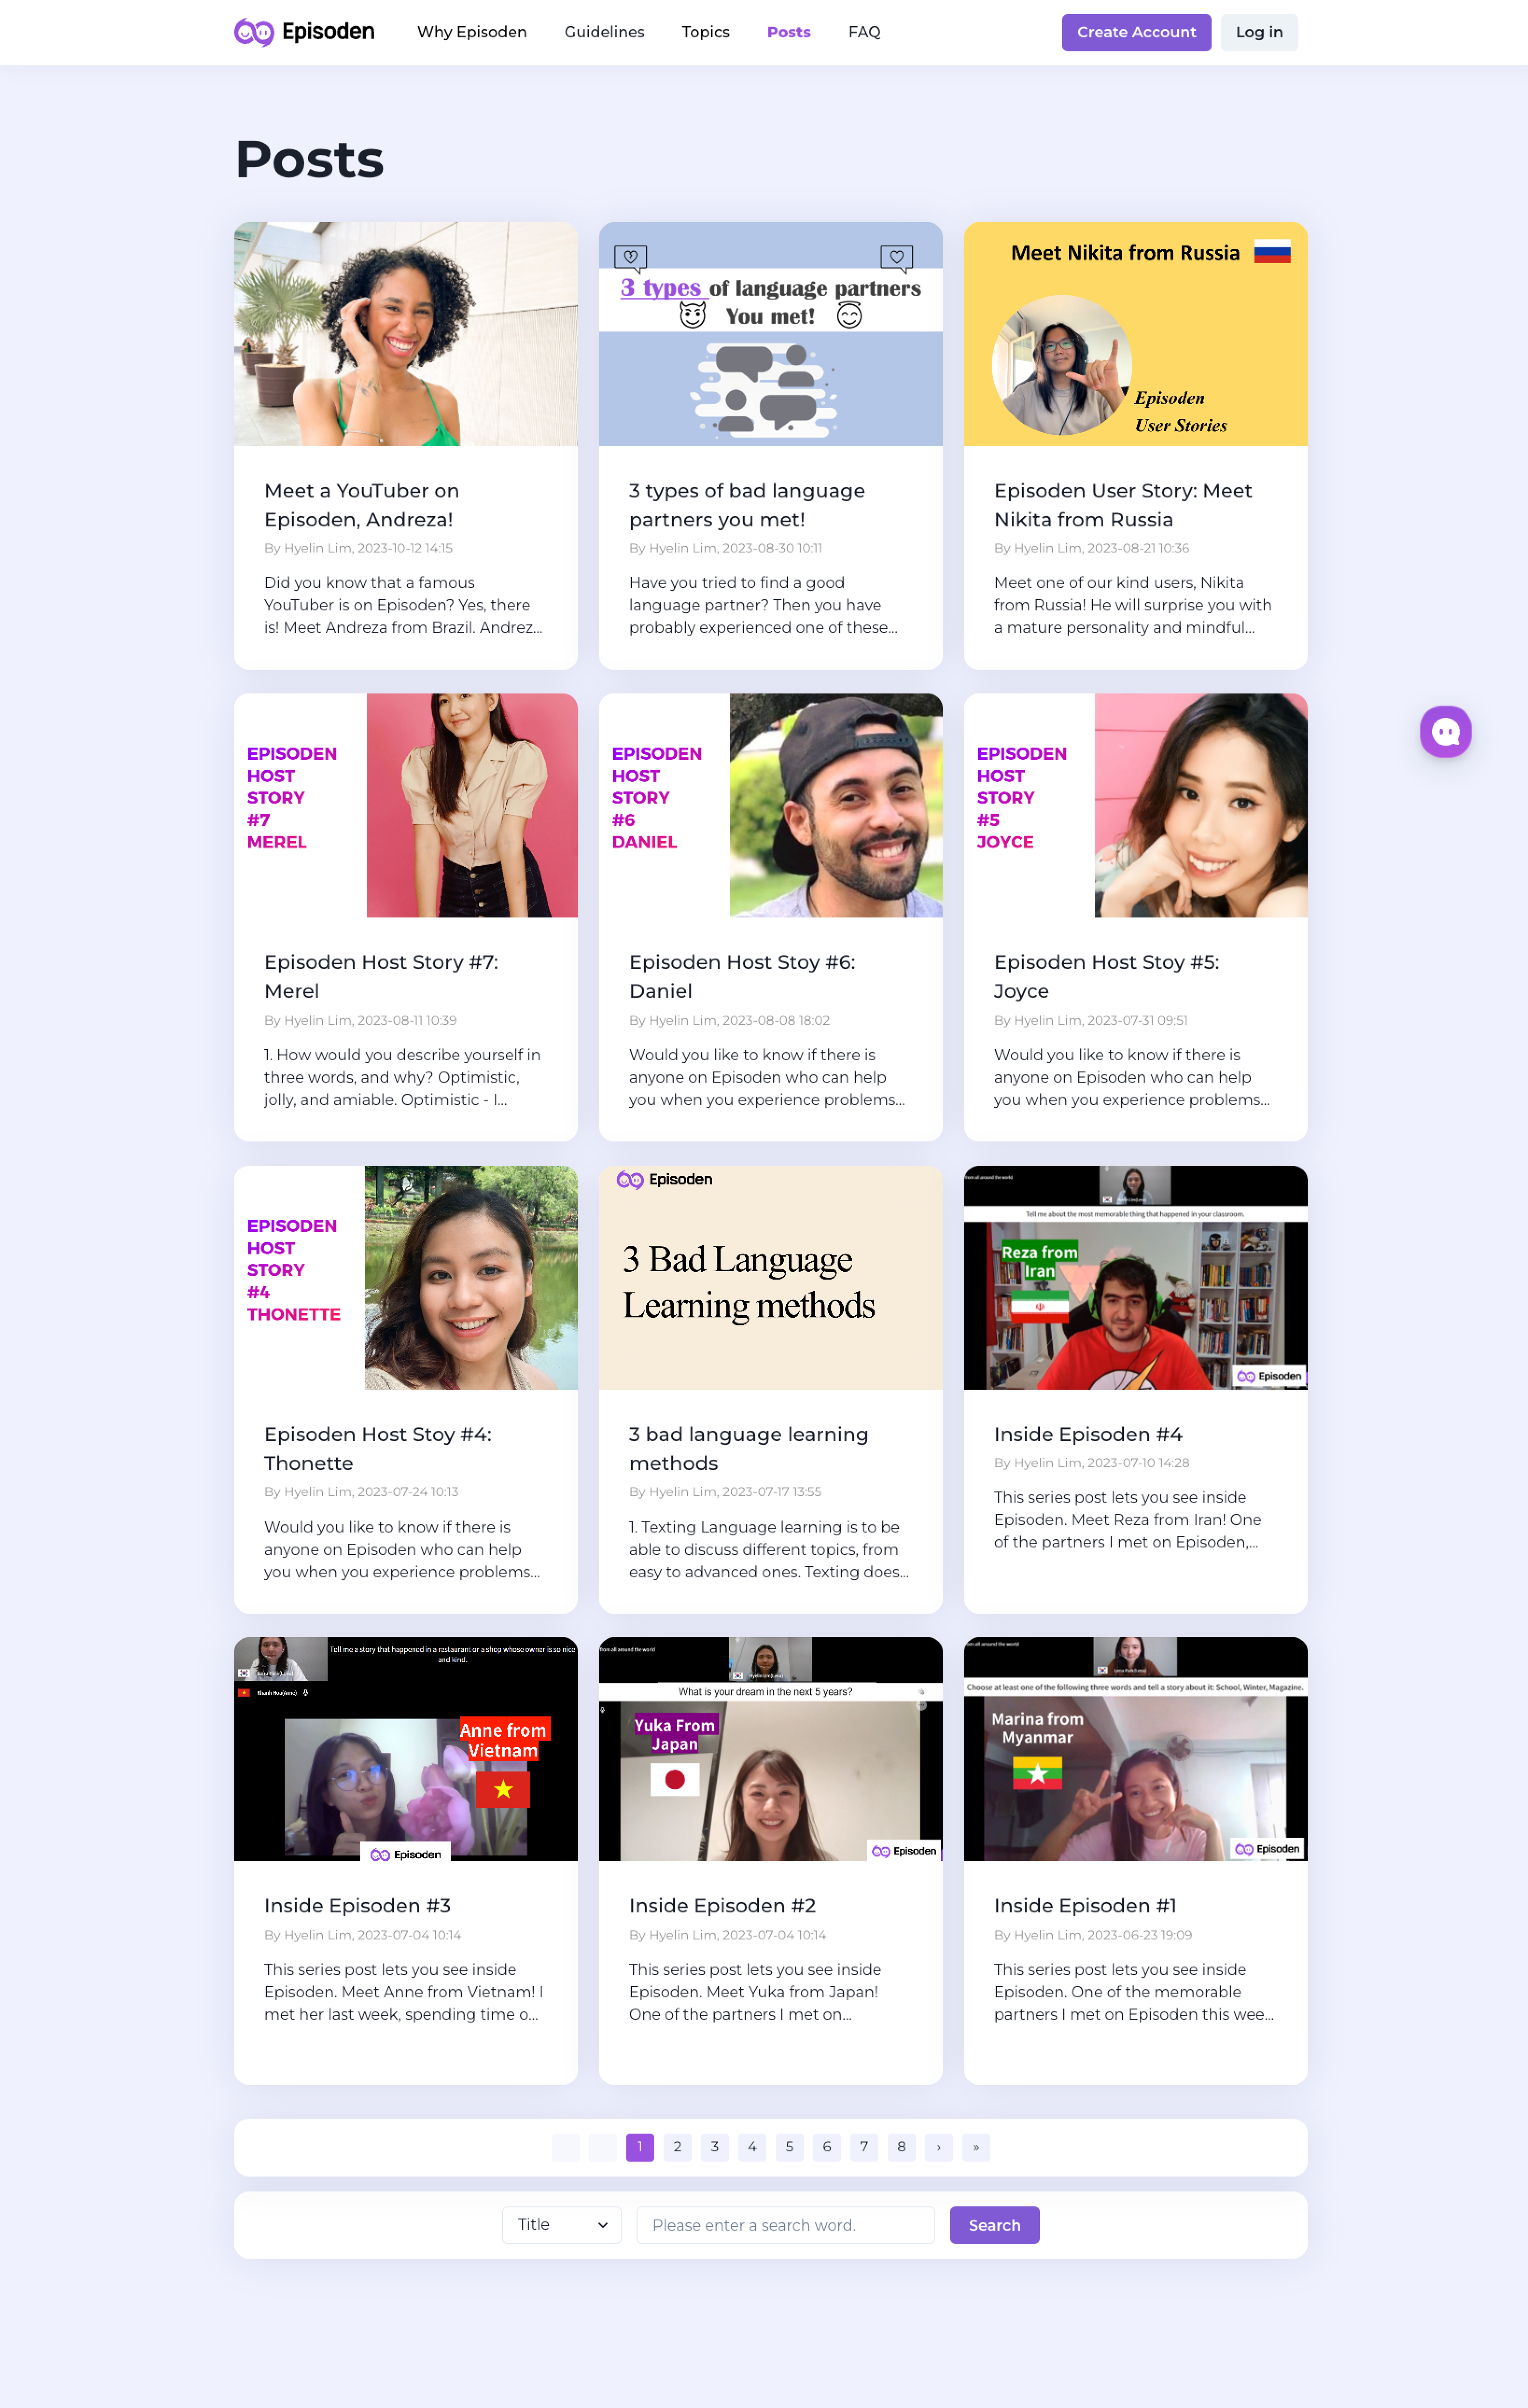 Episoden
Why Episoden
Guidelines
Topics
Posts
FAQ
Create Account
Log in
Posts
Meet a YouTuber on
Episoden, Andreza!
By Hyelin Lim, 2023-10-12 14:15
Did you know that a famous
YouTuber is on Episoden? Yes, there
is! Meet Andreza from Brazil. Andrez...
3 types of language partners
You met!
3 types of bad language
partners you met!
By Hyelin Lim, 2023-08-30 10:11
Have you tried to find a good
language partner? Then you have
probably experienced one of these...
Meet Nikita from Russia
Episoden
User Stories
Episoden User Story: Meet
Nikita from Russia
By Hyelin Lim, 2023-08-21 10:36
Meet one of our kind users, Nikita
from Russia! He will surprise you with
a mature personality and mindful...
EPISODEN
HOST
STORY
#7
MEREL
Episoden Host Story #7:
Merel
By Hyelin Lim, 2023-08-11 10:39
1. How would you describe yourself in
three words, and why? Optimistic,
jolly, and amiable. Optimistic - I...
EPISODEN
HOST
STORY
#6
DANIEL
Episoden Host Stoy #6:
Daniel
By Hyelin Lim, 2023-08-08 18:02
Would you like to know if there is
anyone on Episoden who can help
you when you experience problems...
EPISODEN
HOST
STORY
#5
JOYCE
Episoden Host Stoy #5:
Joyce
By Hyelin Lim, 2023-07-31 09:51
Would you like to know if there is
anyone on Episoden who can help
you when you experience problems...
EPISODEN
HOST
STORY
#4
THONETTE
Episoden Host Stoy #4:
Thonette
By Hyelin Lim, 2023-07-24 10:13
Would you like to know if there is
anyone on Episoden who can help
you when you experience problems...
Episoden
3 Bad Language
Learning methods
3 bad language learning
methods
By Hyelin Lim, 2023-07-17 13:55
1. Texting Language learning is to be
able to discuss different topics, from
easy to advanced ones. Texting does...
from all around the world
Tell me about the most memorable thing that happened in your classroom.
Reza from
Iran
Episoden
Inside Episoden #4
By Hyelin Lim, 2023-07-10 14:28
This series post lets you see inside
Episoden. Meet Reza from Iran! One
of the partners I met on Episoden,...
Tell me a story that happened in a restaurant or a shop whose owner is so nice
and kind.
Anne from
Vietnam
Episoden
Inside Episoden #3
By Hyelin Lim, 2023-07-04 10:14
This series post lets you see inside
Episoden. Meet Anne from Vietnam! I
met her last week, spending time o...
from all around the world
What is your dream in the next 5 years?
Yuka From
Japan
Episoden
Inside Episoden #2
By Hyelin Lim, 2023-07-04 10:14
This series post lets you see inside
Episoden. Meet Yuka from Japan!
One of the partners I met on...
om all around the world
Choose at least one of the following three words and tell a story about it: School, Winter, Magazine.
Marina from
Myanmar
Episoden
Inside Episoden #1
By Hyelin Lim, 2023-06-23 19:09
This series post lets you see inside
Episoden. One of the memorable
partners I met on Episoden this wee...
1 2 3 4 5 6 7 8 › »
Title
Please enter a search word.
Search